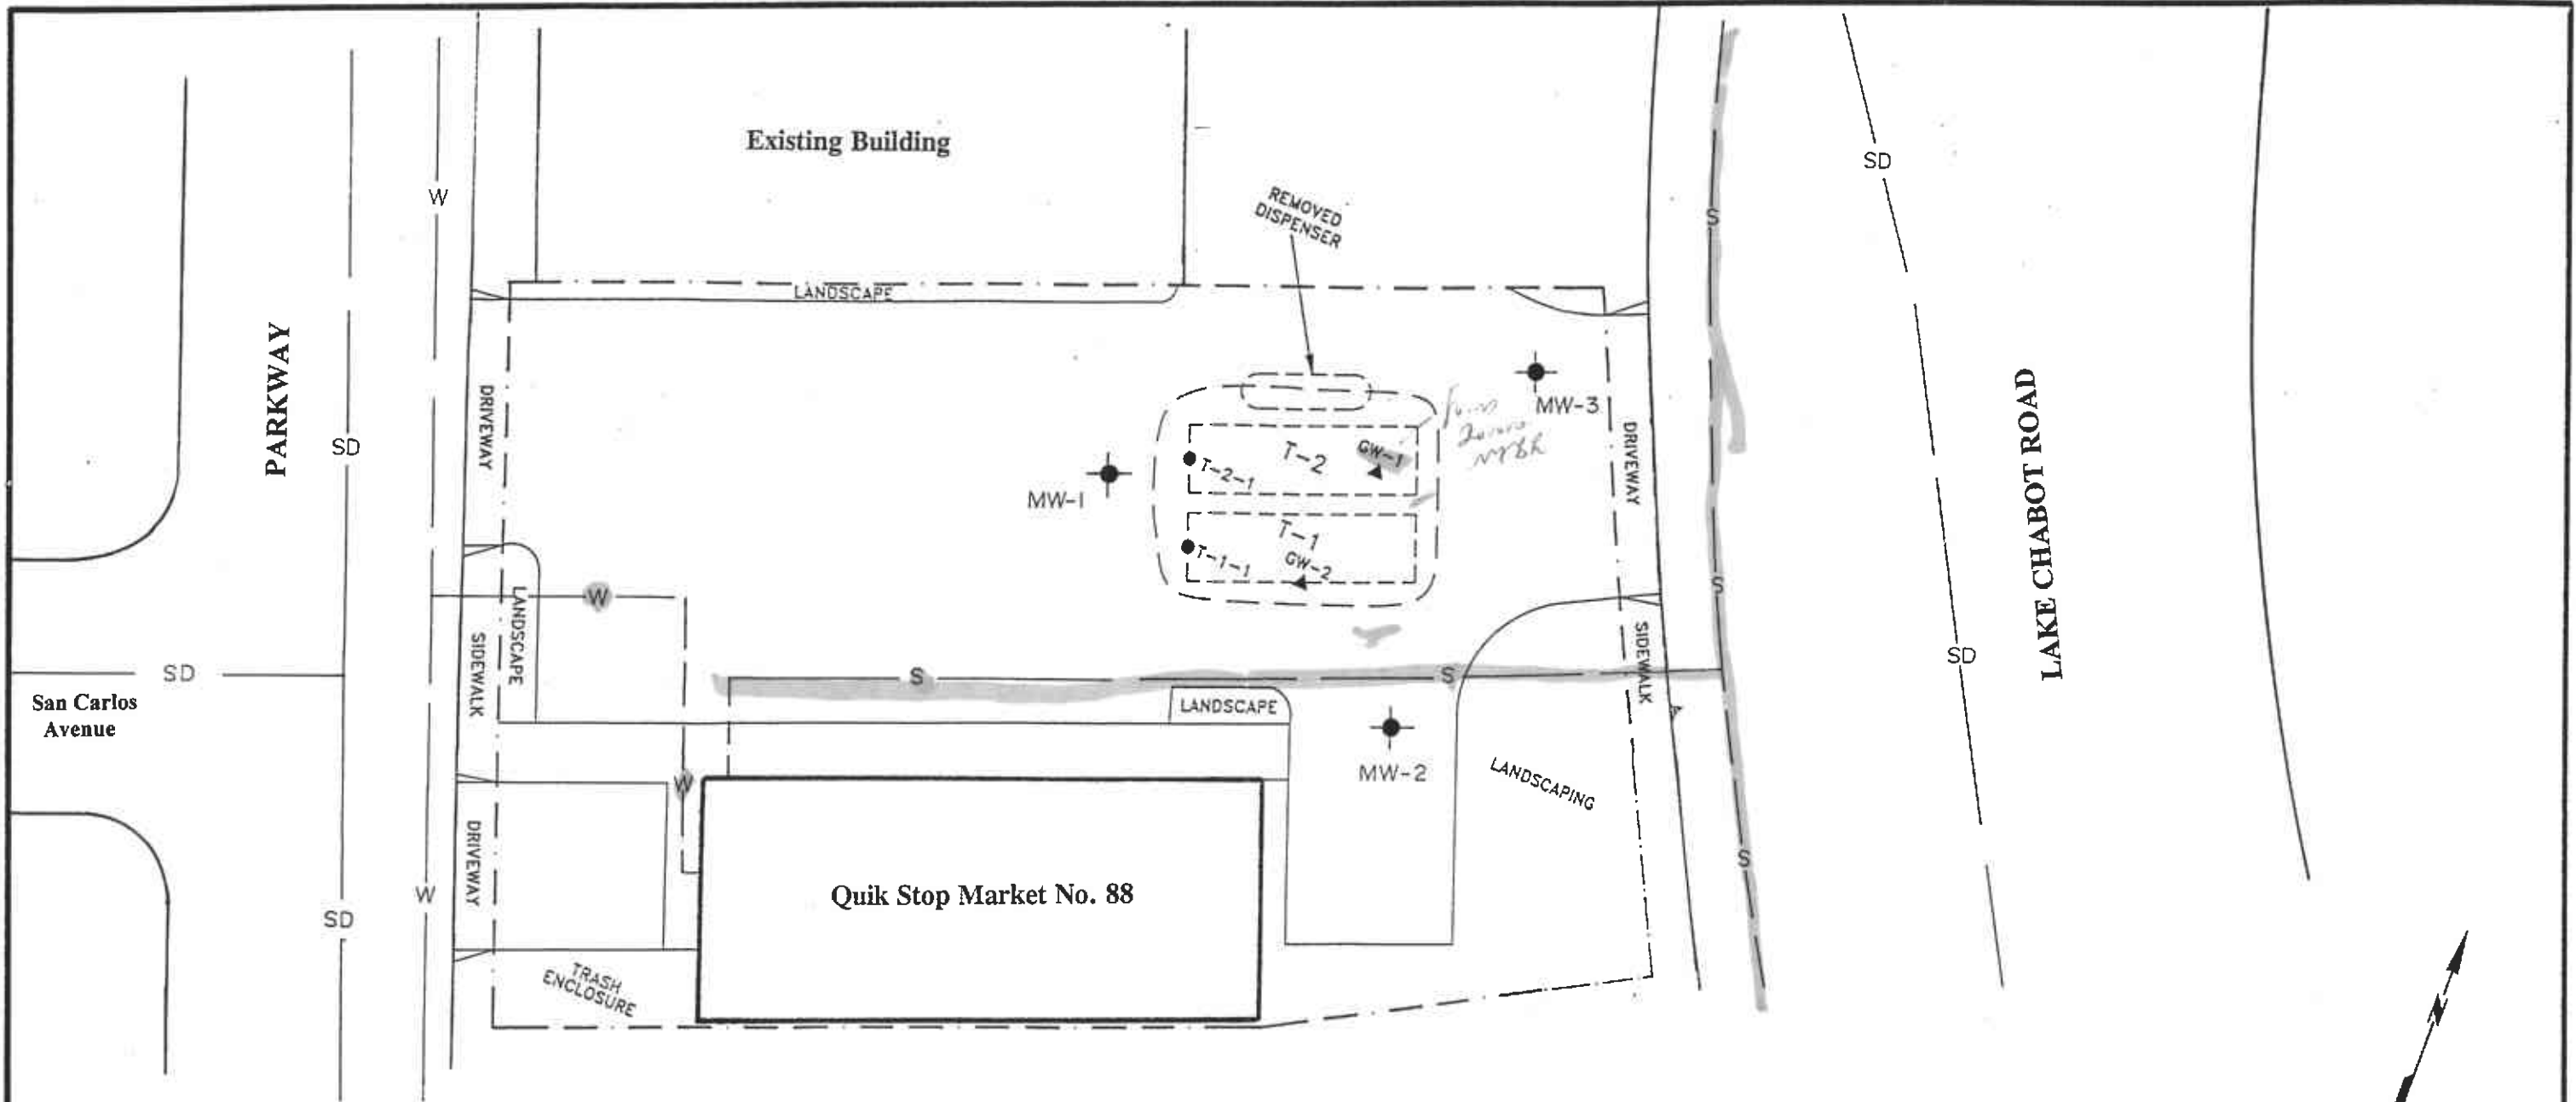 Existing Building
W
SD
REMOVED
DISPENSER
S
LANDSCAPE
PARKWAY
DRIVEWAY
SD
MW-3
MW-1
T-2
GW-1
T-2-1
T-1
T-1-1
GW-2
DRIVEWAY
LAKE CHABOT ROAD
W
S
LANDSCAPE
SIDEWALK
SIDEWALK
SD
SD
S
S
San Carlos
Avenue
LANDSCAPE
MW-2
LANDSCAPING
W
DRIVEWAY
S
W
SD
Quik Stop Market No. 88
TRASH
ENCLOSURE
N